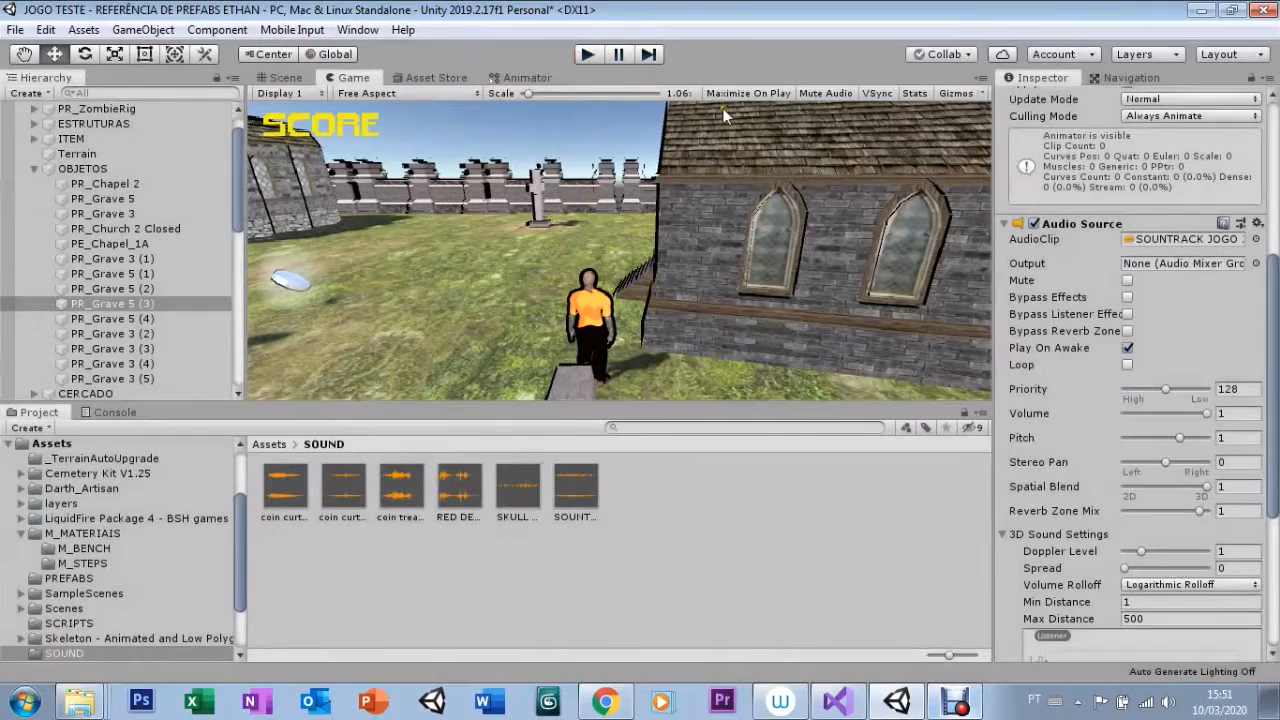 JOGO TESTE - REFERÊNCIA DE PREFABS ETHAN - PC, Mac & Linux Standalone - Unity 2019.2.17f1 Personal* <DX11>
File Edit Assets GameObject Component Mobile Input Window Help
Center Global Collab Account Layers Layout
Hierarchy
Create All
PR_ZombieRig
ESTRUTURAS
ITEM
Terrain
OBJETOS
PR_Chapel 2
PR_Grave 5
PR_Grave 3
PR_Church 2 Closed
PE_Chapel_1A
PR_Grave 3 (1)
PR_Grave 5 (1)
PR_Grave 5 (2)
PR_Grave 5 (3)
PR_Grave 5 (4)
PR_Grave 3 (2)
PR_Grave 3 (3)
PR_Grave 3 (4)
PR_Grave 3 (5)
CERCADO
Scene Game Asset Store Animator
Display 1 Free Aspect Scale 1.06x Maximize On Play Mute Audio VSync Stats Gizmos
SCORE
Inspector Navigation
Update Mode Normal
Culling Mode Always Animate
Animator is visible
Clip Count: 0
Curves Pos: 0 Quat: 0 Euler: 0 Scale: 0
Muscles: 0 Generic: 0 PPtr: 0
Curves Count: 0 Constant: 0 (0.0%) Dense:
0 (0.0%) Stream: 0 (0.0%)
Audio Source
AudioClip SOUNTRACK JOGO
Output None (Audio Mixer Gro
Mute
Bypass Effects
Bypass Listener Effec
Bypass Reverb Zone
Play On Awake
Loop
Priority 128
High Low
Volume 1
Pitch 1
Stereo Pan 0
Left Right
Spatial Blend 1
2D 3D
Reverb Zone Mix 1
3D Sound Settings
Doppler Level 1
Spread 0
Volume Rolloff Logarithmic Rolloff
Min Distance 1
Max Distance 500
Listener
Project Console
Create 9
Assets
_TerrainAutoUpgrade
Cemetery Kit V1.25
Darth_Artisan
layers
LiquidFire Package 4 - BSH games
M_MATERIAIS
M_BENCH
M_STEPS
PREFABS
SampleScenes
Scenes
SCRIPTS
Skeleton - Animated and Low Polyg
SOUND
Assets SOUND
coin curt... coin curt... coin trea... RED DE... SKULL ... SOUNT...
Auto Generate Lighting Off
Ps Pr PT 15:51
10/03/2020